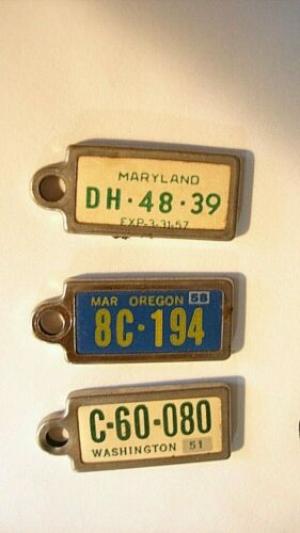 MARYLAND
DH·48·39
EXP-3-31-57
MAR OREGON 58
8C·194
C-60-080
WASHINGTON 51